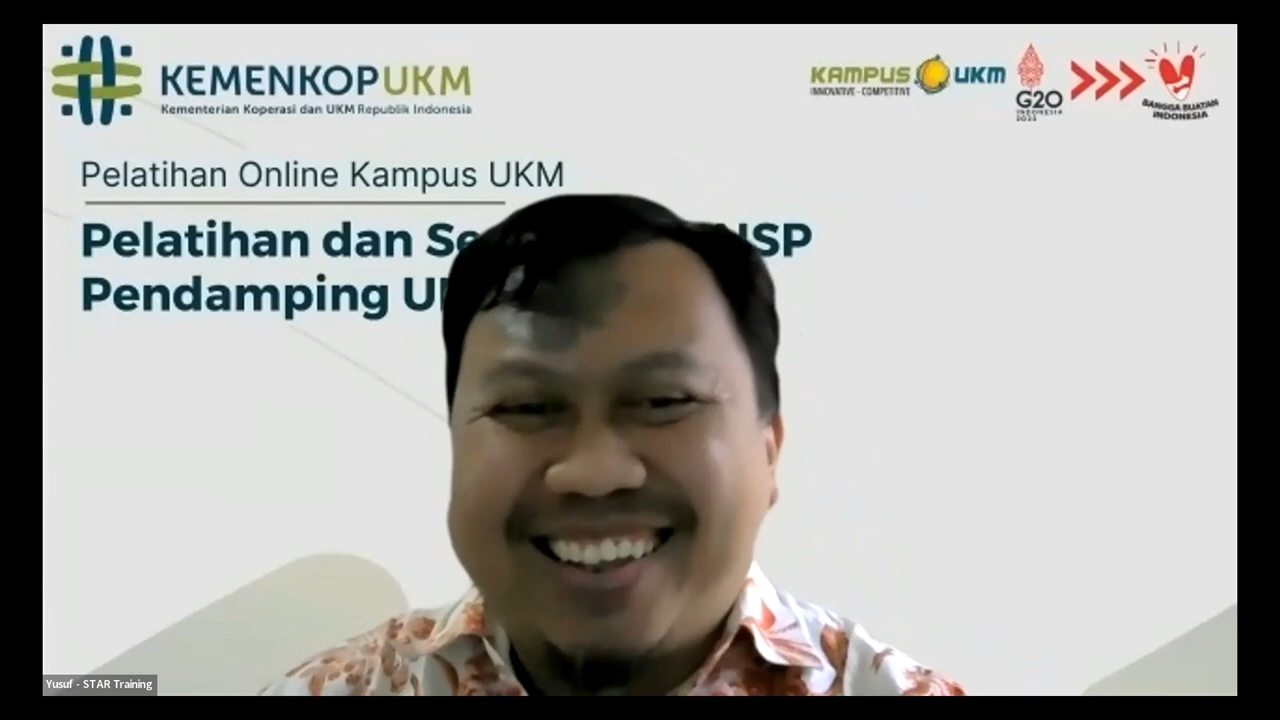 KEMENKOPUKM
Kementerian Koperasi dan UKM Republik Indonesia
KAMPUS UKM
INNOVATIVE - COMPETITIVE
G20
INDONESIA
2022
BANGGA BUATAN
INDONESIA
Pelatihan Online Kampus UKM
Pelatihan dan Se NSP
Pendamping U
Yusuf - STAR Training